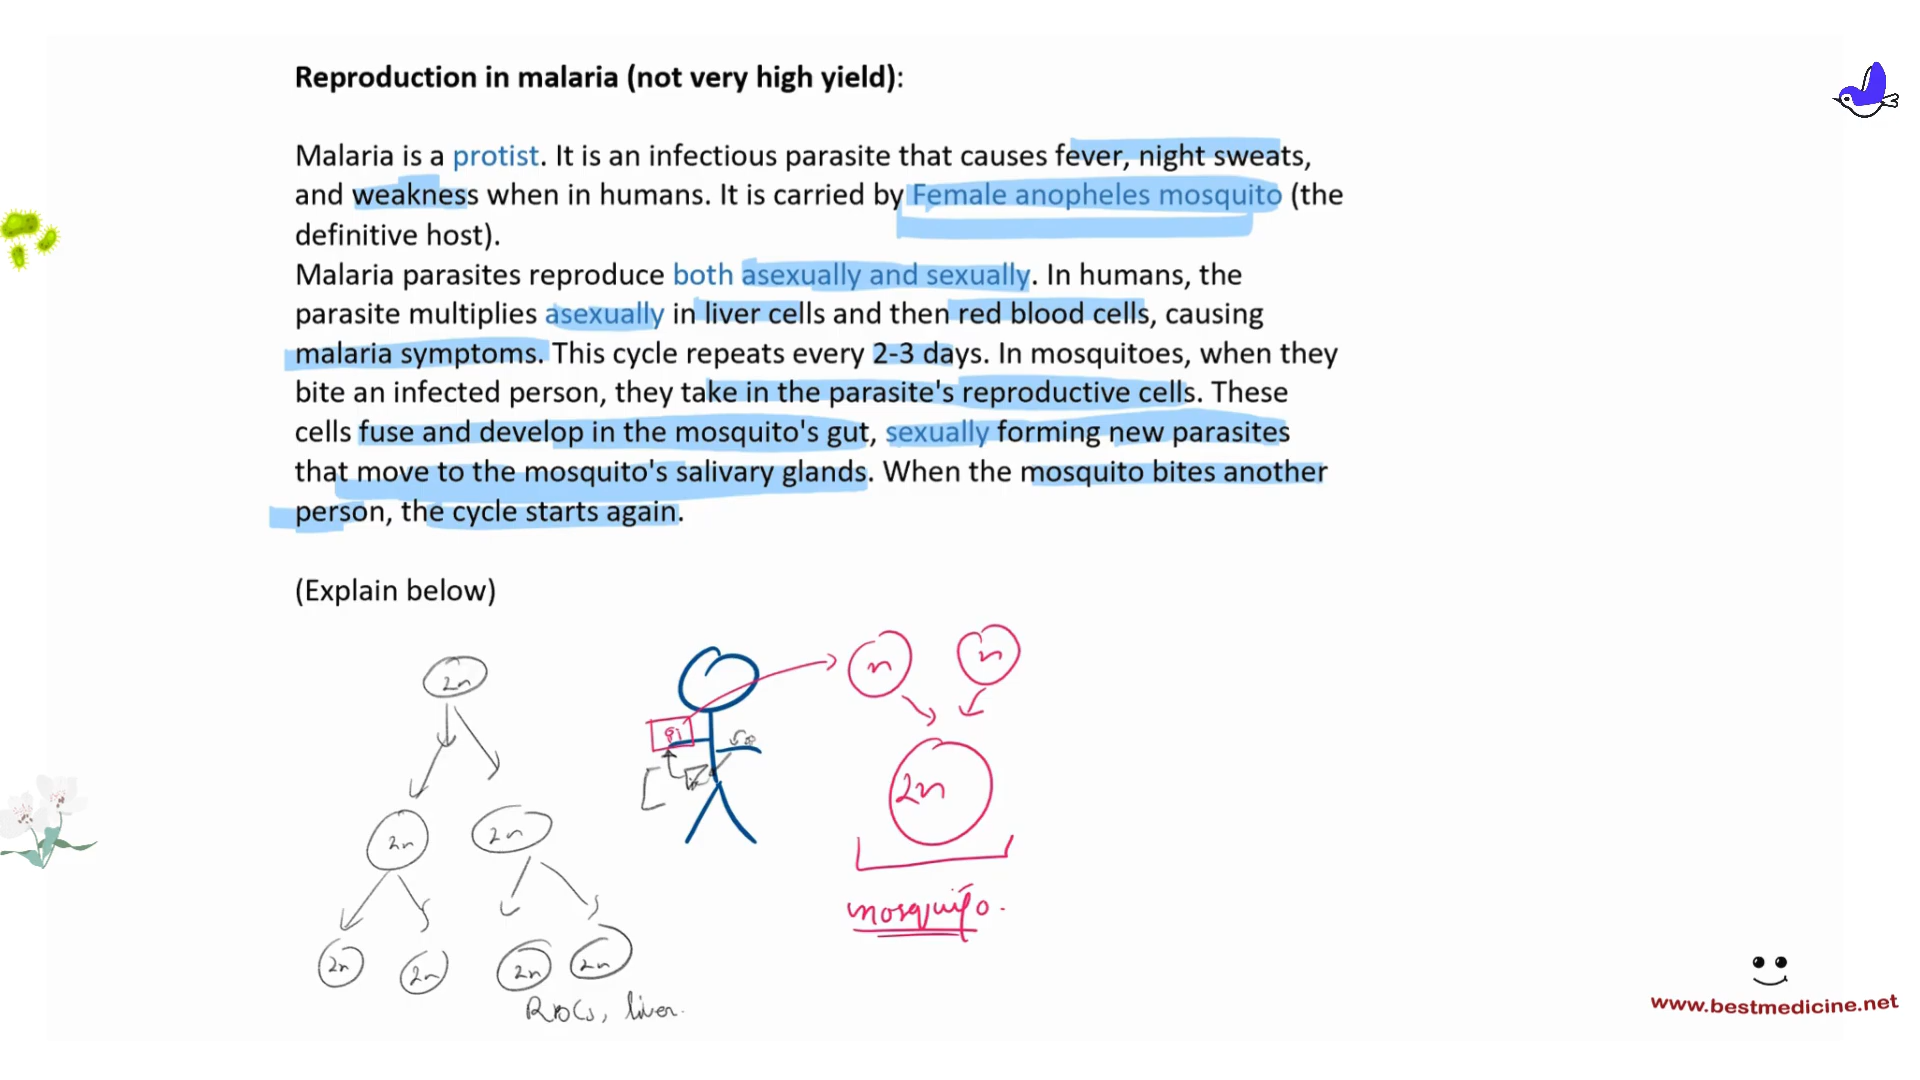 Reproduction in malaria (not very high yield):
Malaria is a protist. It is an infectious parasite that causes fever, night sweats,
and weakness when in humans. It is carried by Female anopheles mosquito (the
definitive host).
Malaria parasites reproduce both asexually and sexually. In humans, the
parasite multiplies asexually in liver cells and then red blood cells, causing
malaria symptoms. This cycle repeats every 2-3 days. In mosquitoes, when they
bite an infected person, they take in the parasite's reproductive cells. These
cells fuse and develop in the mosquito's gut, sexually forming new parasites
that move to the mosquito's salivary glands. When the mosquito bites another
person, the cycle starts again.
(Explain below)
2n
n n
2n
2n 2n
mosquito.
2n 2n 2n 2n
RBCs, liver.
www.bestmedicine.net